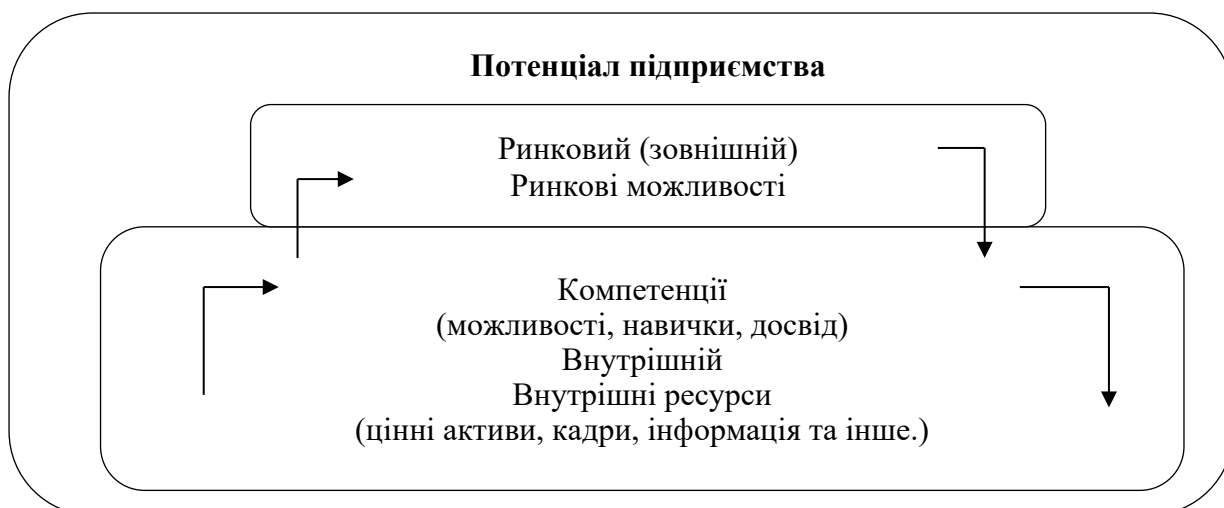 Потенціал підприємства
Ринковий (зовнішній)
Ринкові можливості
Компетенції
(можливості, навички, досвід)
Внутрішній
Внутрішні ресурси
(цінні активи, кадри, інформація та інше.)